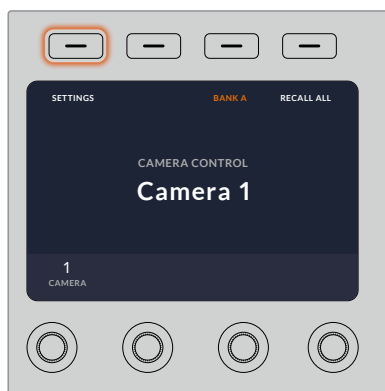 SETTINGS BANK A RECALL ALL
CAMERA CONTROL
Camera 1
1
CAMERA